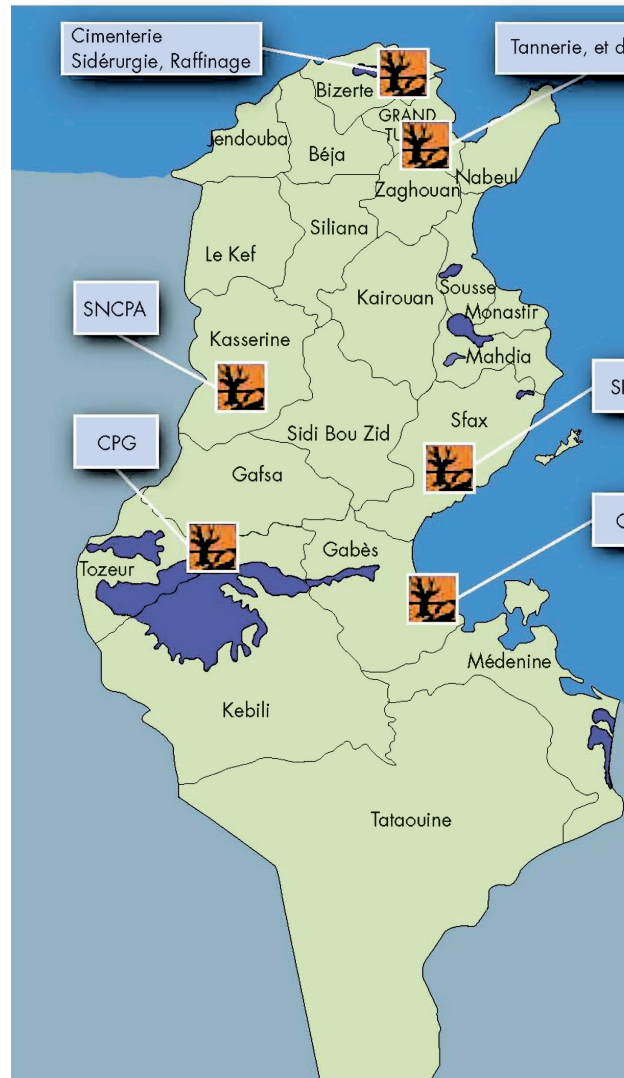 Cimenterie
Sidérurgie, Raffinage
Tannerie, et d
Bizerte
GRAND
TU
Jendouba
Béja
Nabeul
Zaghouan
Siliana
Le Kef
Kairouan
Sousse
Monastir
SNCPA
Kasserine
Mahdia
Sfax
Sidi Bou Zid
CPG
Gafsa
Gabès
Tozeur
Médenine
Kebili
Tataouine